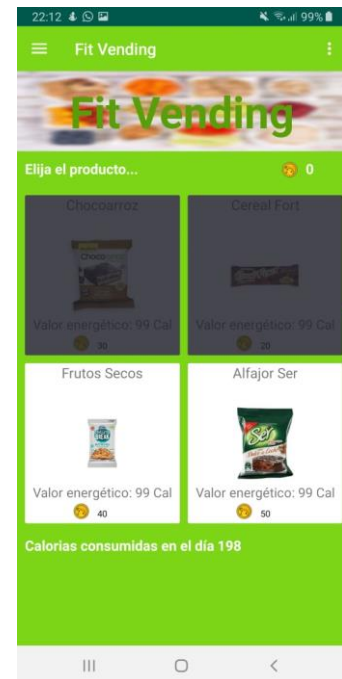 22:12 99%
Fit Vending
Fit Vending
Elija el producto... 0
Chocoarroz Cereal Fort
Valor energético: 99 Cal Valor energético: 99 Cal
30 20
Frutos Secos Alfajor Ser
Ser
Valor energético: 99 Cal Valor energético: 99 Cal
40 50
Calorias consumidas en el día 198